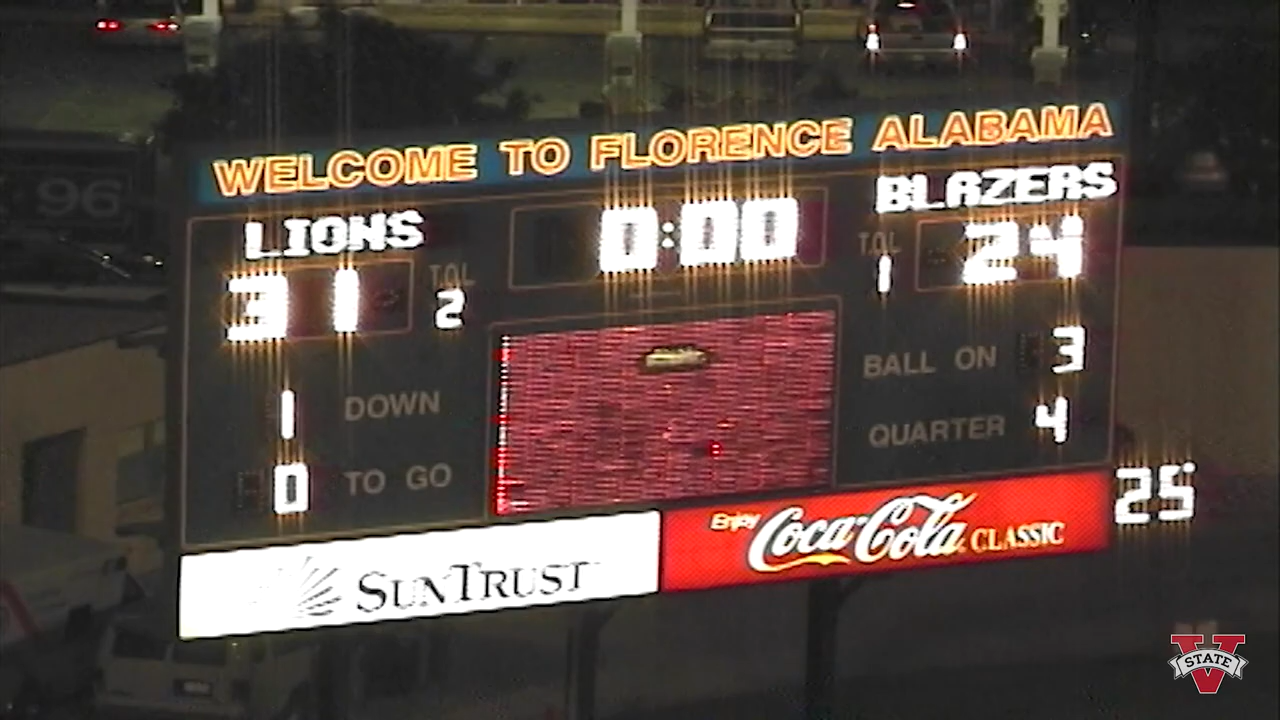 WELCOME TO FLORENCE ALABAMA
LIONS 0:00 BLAZERS
31 TOL 2 TOL 1 24
BALL ON 3
1 DOWN
QUARTER 4
0 TO GO
25
Enjoy Coca-Cola CLASSIC
SUNTRUST
96
V STATE